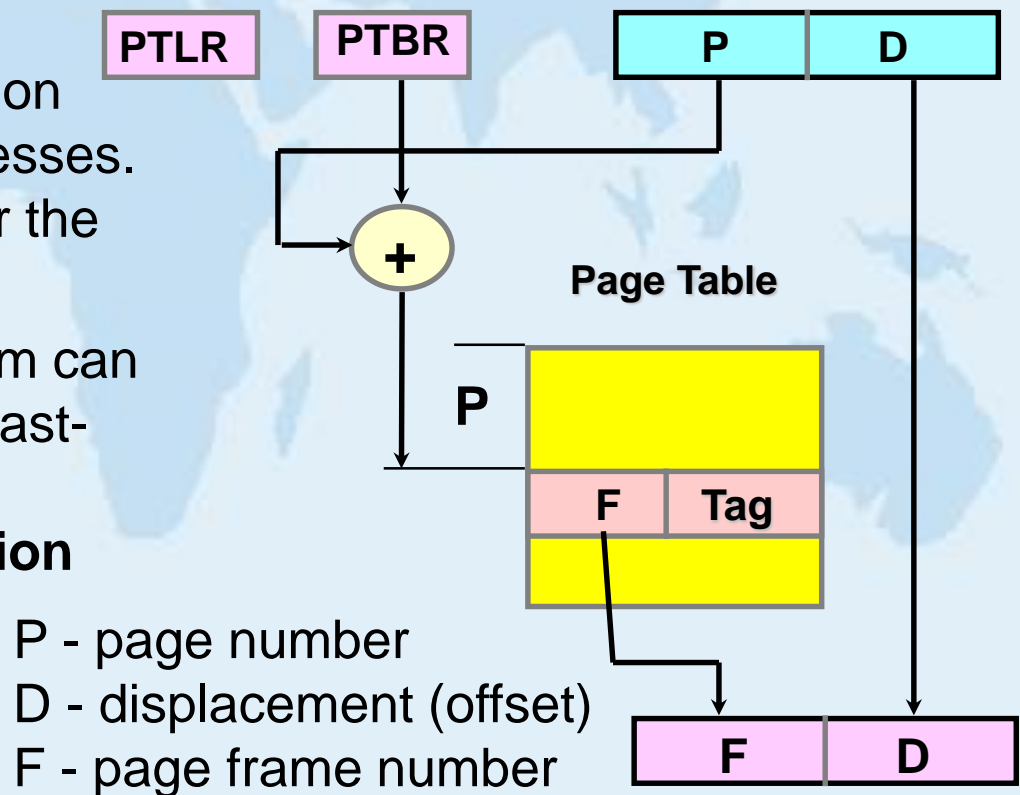 PTLR PTBR P D
on
esses.
r the
+
Page Table
m can
ast-
P
F Tag
ion
P - page number
D - displacement (offset)
F - page frame number
F D